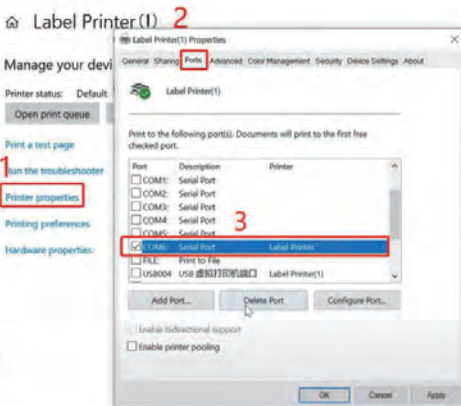 Label Printer(1)
2
Label Printer(1) Properties
Manage your devi
General Sharing Ports Advanced Color Management Security Device Settings About
Printer status: Default
Label Printer(1)
Open print queue
Print to the following port(s). Documents will print to the first free
checked port.
Print a test page
1
Run the troubleshooter
Printer properties
Printing preferences
Hardware properties
Port Description Printer
COM1: Serial Port
COM2: Serial Port
COM3: Serial Port
COM4: Serial Port
COM5: Serial Port
3
COM6: Serial Port Label Printer
FILE: Print to File
USB004 USB 虚拟打印机端口 Label Printer(1)
Add Port... Delete Port Configure Port...
Enable bidirectional support
Enable printer pooling
OK Cancel Apply